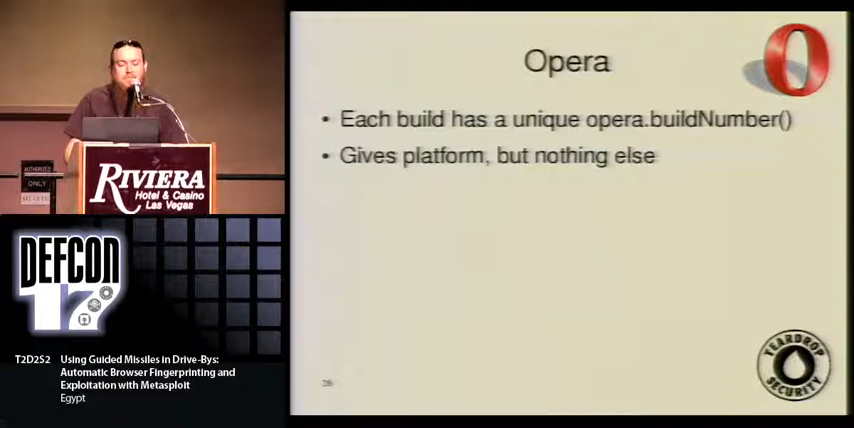 AUTHORIZED
ONLY
RIVIERA
Hotel & Casino
Las Vegas
DEFCON
17
T2D2S2 Using Guided Missiles in Drive-Bys:
Automatic Browser Fingerprinting and
Exploitation with Metasploit
Egypt
Opera
• Each build has a unique opera.buildNumber()
• Gives platform, but nothing else
26
TEARDROP
SECURITY